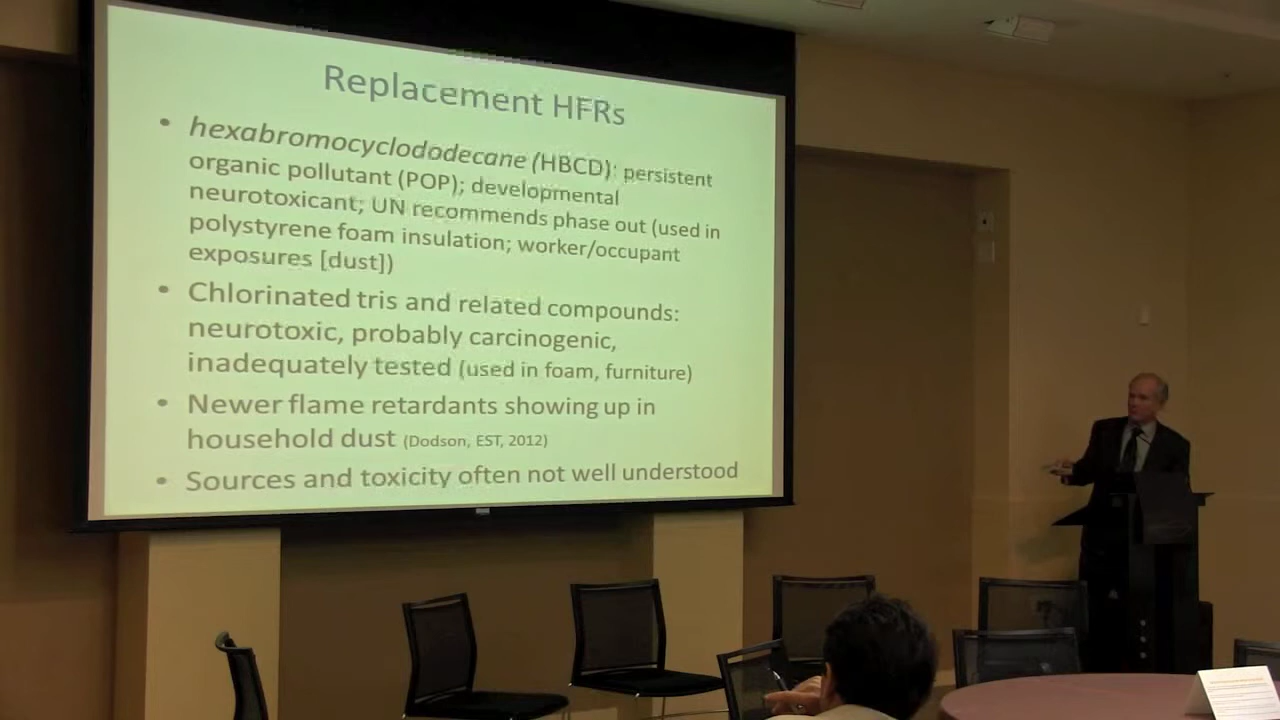 Replacement HFRs
• hexabromocyclododecane (HBCD): persistent
organic pollutant (POP); developmental
neurotoxicant; UN recommends phase out (used in
polystyrene foam insulation; worker/occupant
exposures [dust])
• Chlorinated tris and related compounds:
neurotoxic, probably carcinogenic,
inadequately tested (used in foam, furniture)
• Newer flame retardants showing up in
household dust (Dodson, EST, 2012)
• Sources and toxicity often not well understood